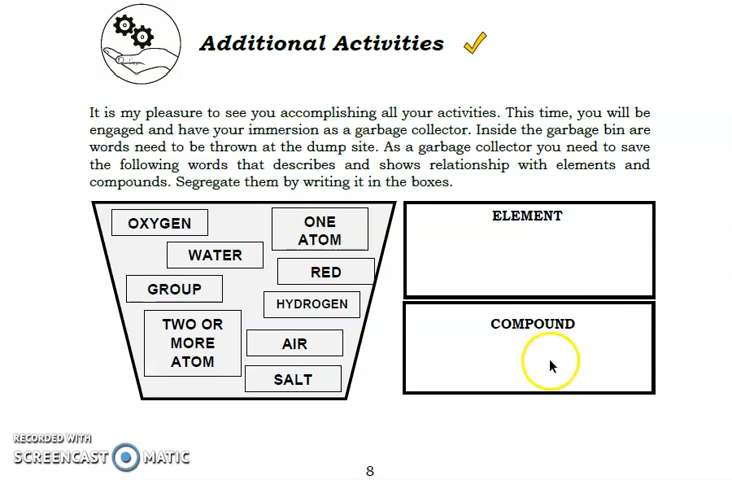 Additional Activities
It is my pleasure to see you accomplishing all your activities. This time, you will be
engaged and have your immersion as a garbage collector. Inside the garbage bin are
words need to be thrown at the dump site. As a garbage collector you need to save
the following words that describes and shows relationship with elements and
compounds. Segregate them by writing it in the boxes.
OXYGEN
ONE
ATOM
WATER
RED
GROUP
HYDROGEN
TWO OR
MORE
ATOM
AIR
SALT
ELEMENT
COMPOUND
RECORDED WITH
SCREENCAST MATIC
8